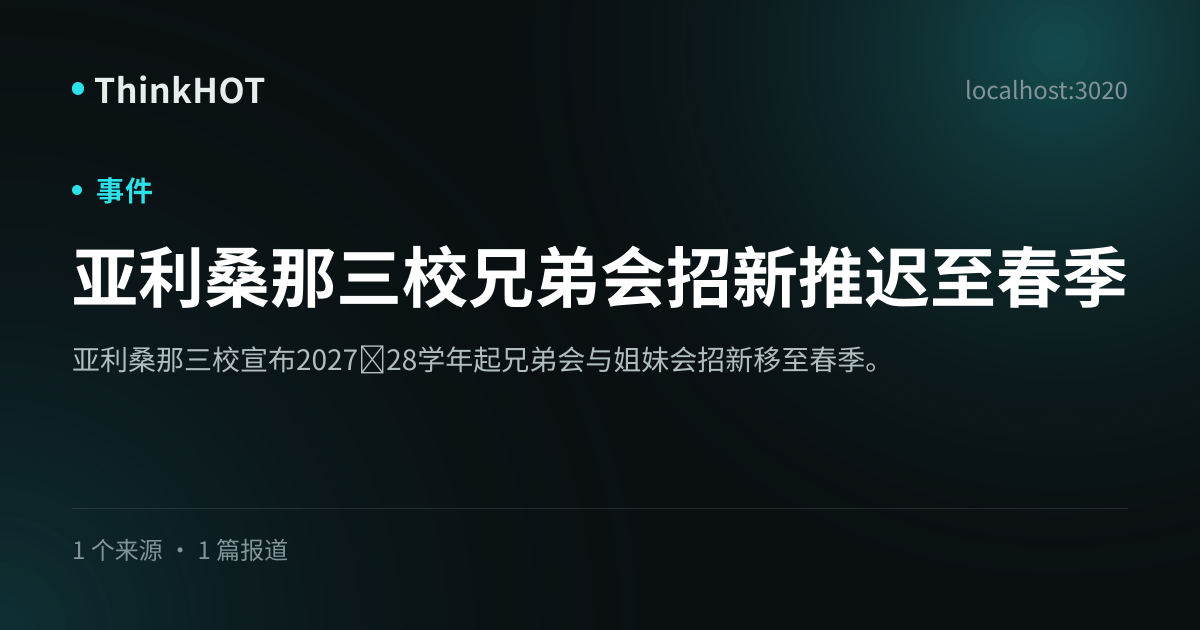 ThinkHOT
localhost:3020
事件
亚利桑那三校兄弟会招新推迟至春季
亚利桑那三校宣布2027☒28学年起兄弟会与姐妹会招新移至春季。
1 个来源 · 1 篇报道